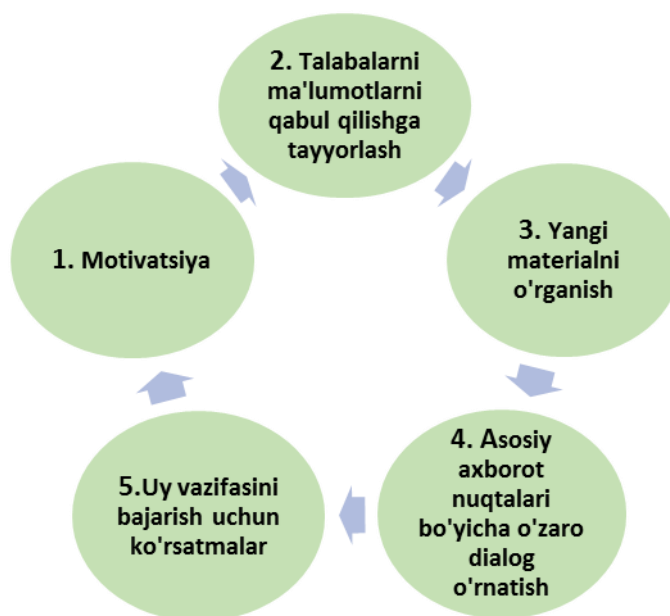 1. Motivatsiya
2. Talabalarni
ma'lumotlarni
qabul qilishga
tayyorlash
3. Yangi
materialni
o'rganish
4. Asosiy
axborot
nuqtalari
bo'yicha o'zaro
dialog
o'rnatish
5.Uy vazifasini
bajarish uchun
ko'rsatmalar